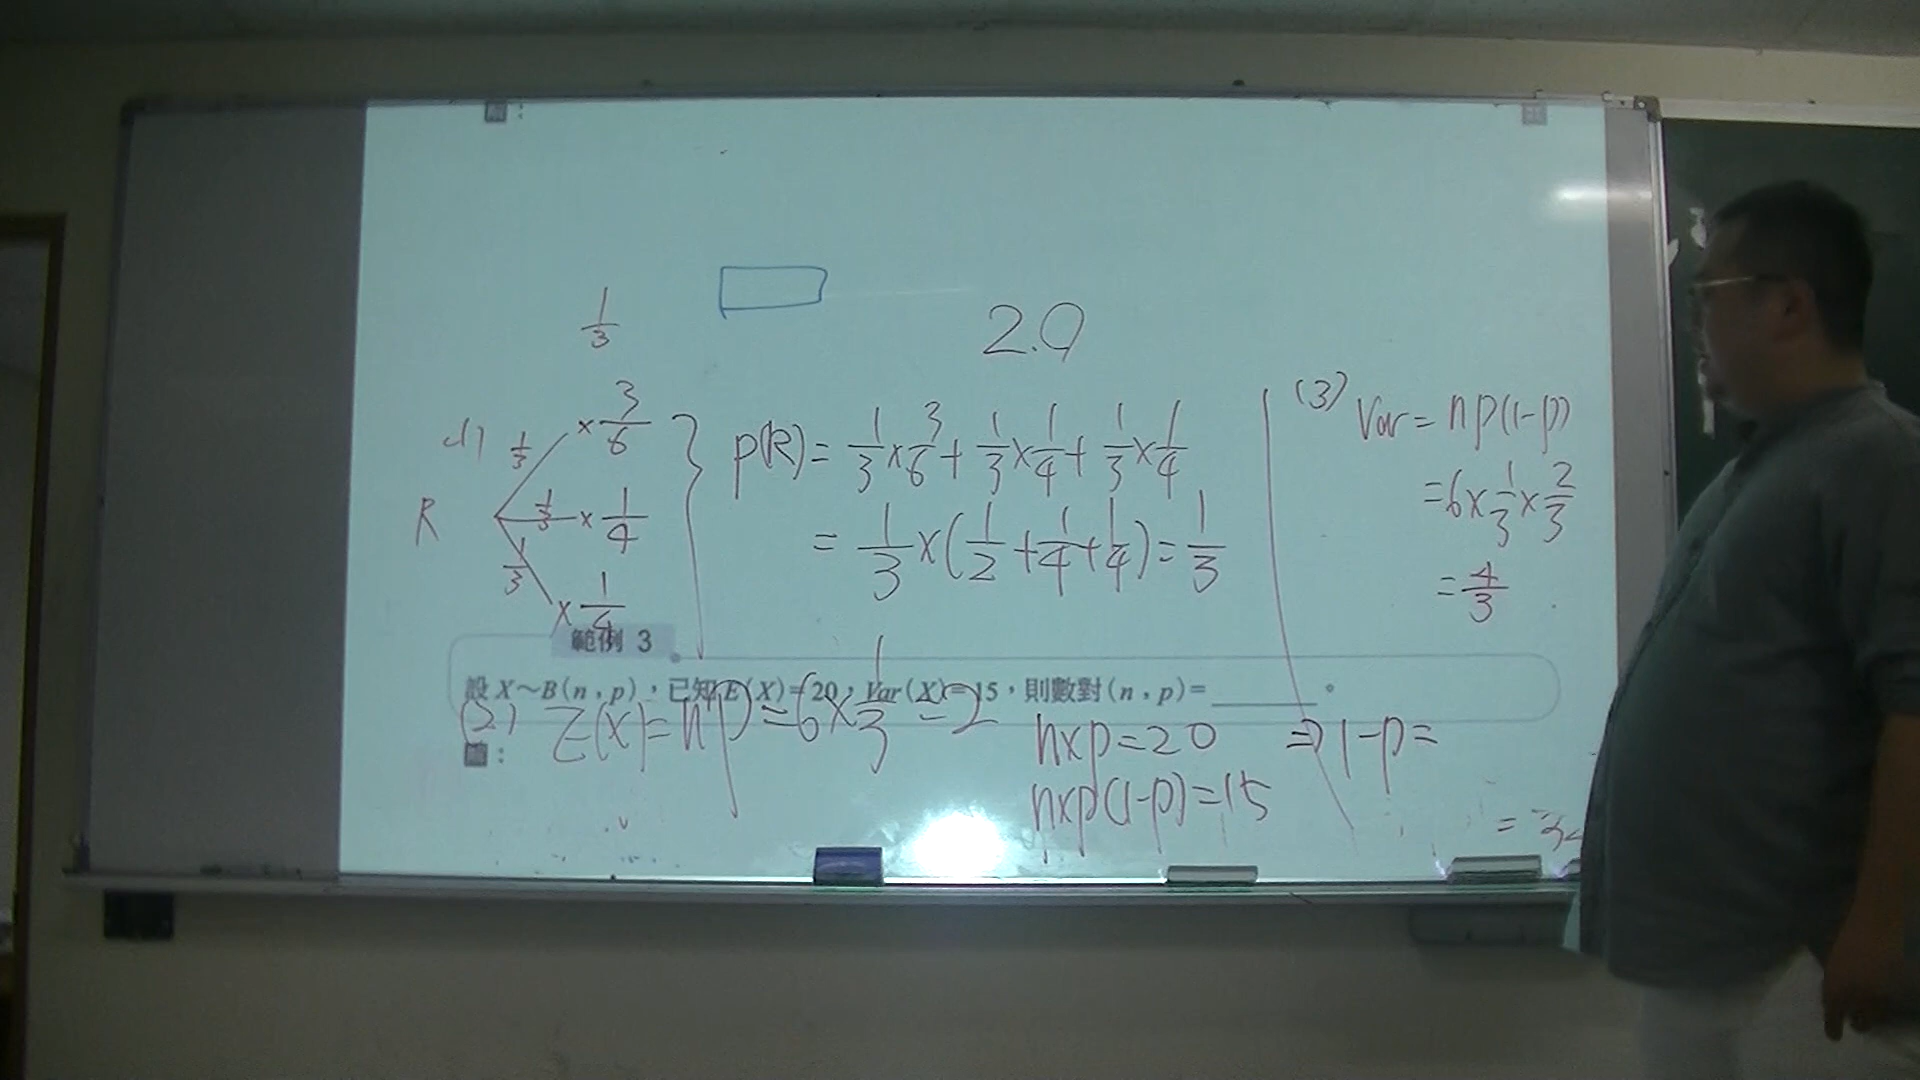 1/3
2.0
(1) 1/3 × 3/6
R 1/3 × 1/4
1/3 × 1/4
p(R) = 1/3 × 3/6 + 1/3 × 1/4 + 1/3 × 1/4
= 1/3 × (1/2 + 1/4 + 1/4) = 1/3
(3) Var = np(1-p)
= 6 × 1/3 × 2/3
= 4/3
範例 3
設 X~B(n,p),已知 E(X)=20,Var(X)=15,則數對(n,p)=______。
(2) E(x) = np = 6 × 1/3 = 2
n×p=20 ⇒ 1-p=
n×p(1-p)=15